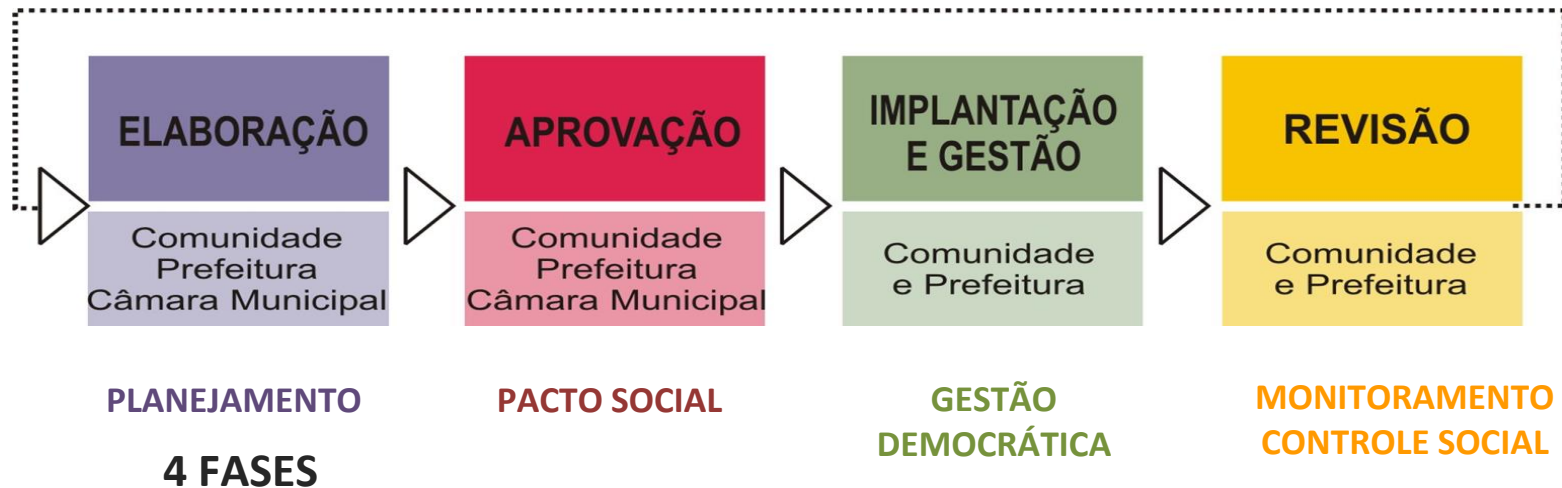 ELABORAÇÃO
Comunidade
Prefeitura
Câmara Municipal
PLANEJAMENTO
APROVAÇÃO
Comunidade
Prefeitura
Câmara Municipal
PACTO SOCIAL
IMPLANTAÇÃO
E GESTÃO
Comunidade
e Prefeitura
GESTÃO
DEMOCRÁTICA
REVISÃO
Comunidade
e Prefeitura
MONITORAMENTO
CONTROLE SOCIAL
4 FASES